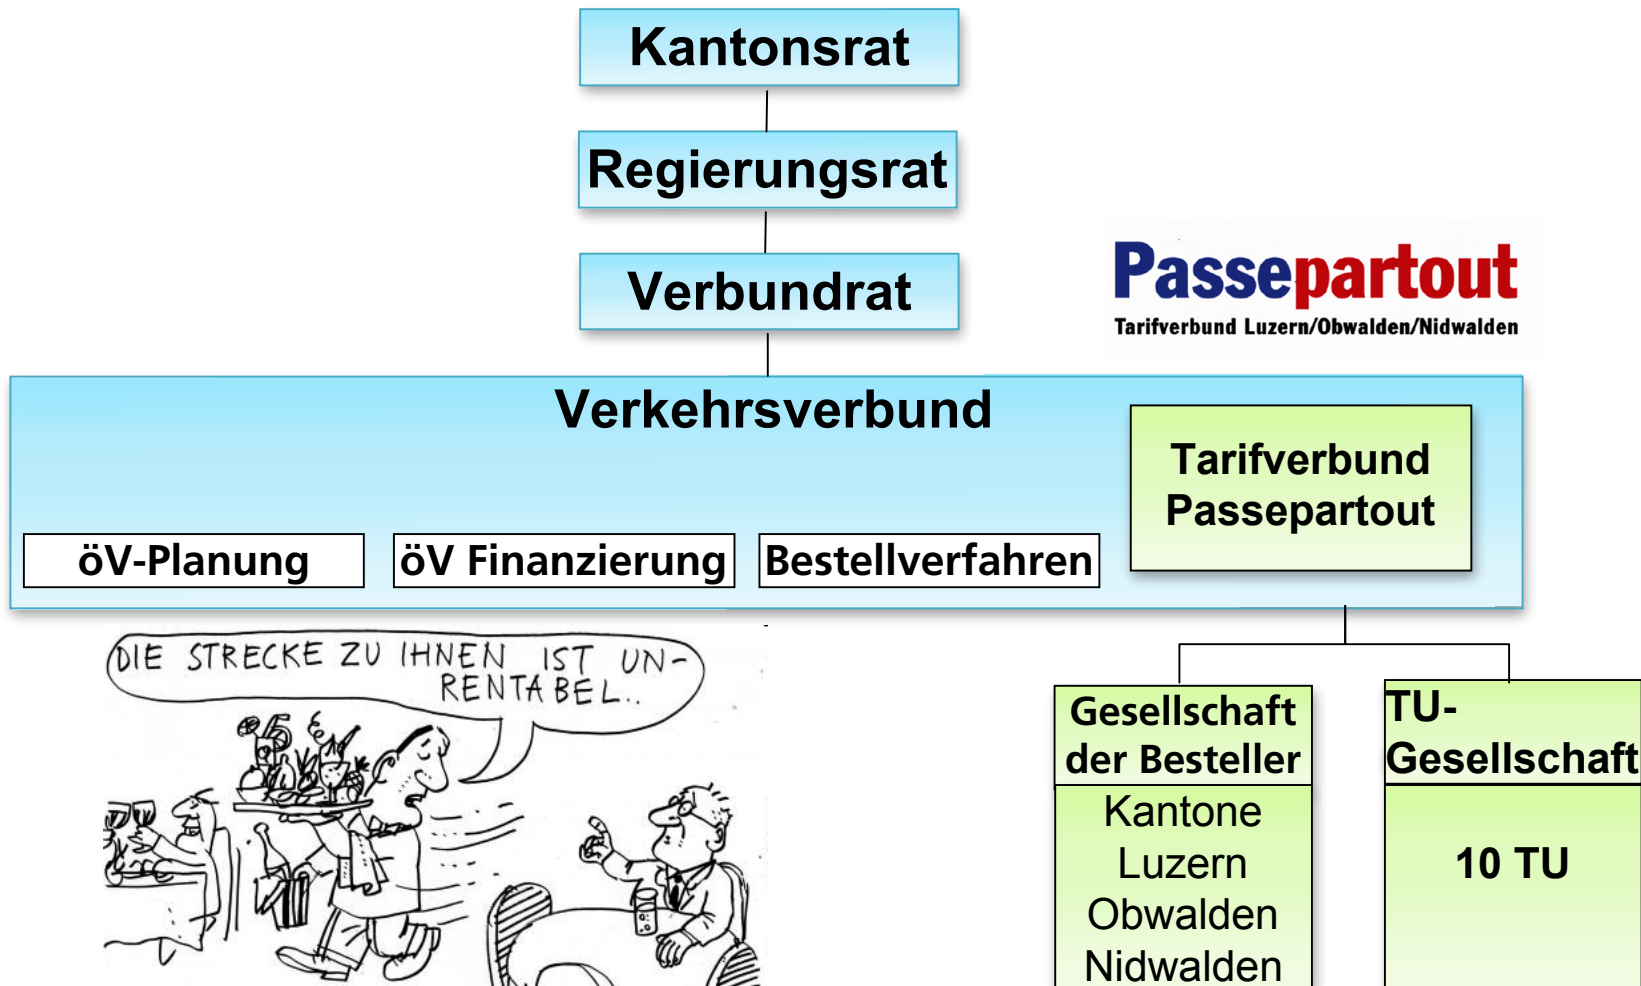 Kantonsrat
Regierungsrat
Verbundrat
Passepartout
Tarifverbund Luzern/Obwalden/Nidwalden
Verkehrsverbund
Tarifverbund
Passepartout
öV-Planung
öV Finanzierung
Bestellverfahren
DIE STRECKE ZU IHNEN IST UN-
RENTABEL..
Gesellschaft
der Besteller
Kantone
Luzern
Obwalden
Nidwalden
TU-
Gesellschaft
10 TU